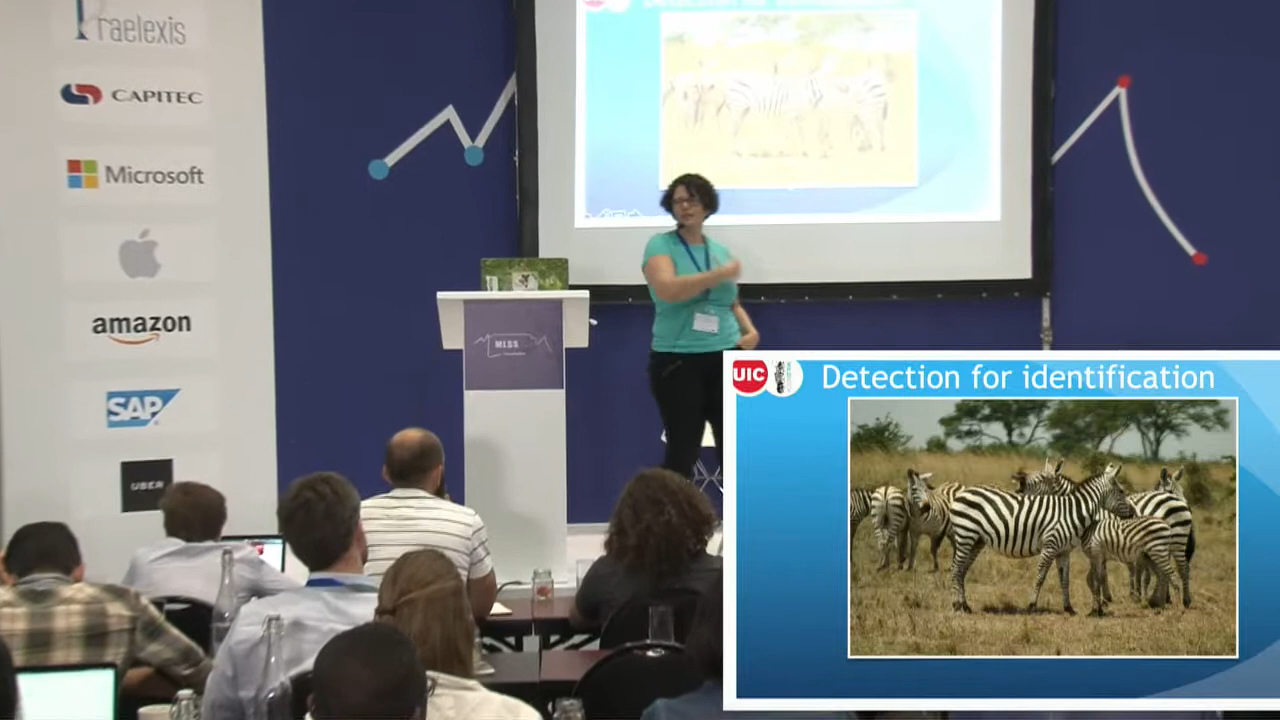 raelexis
CAPITEC
Microsoft
amazon
SAP
UBER
MLSS
UIC
Detection for identification